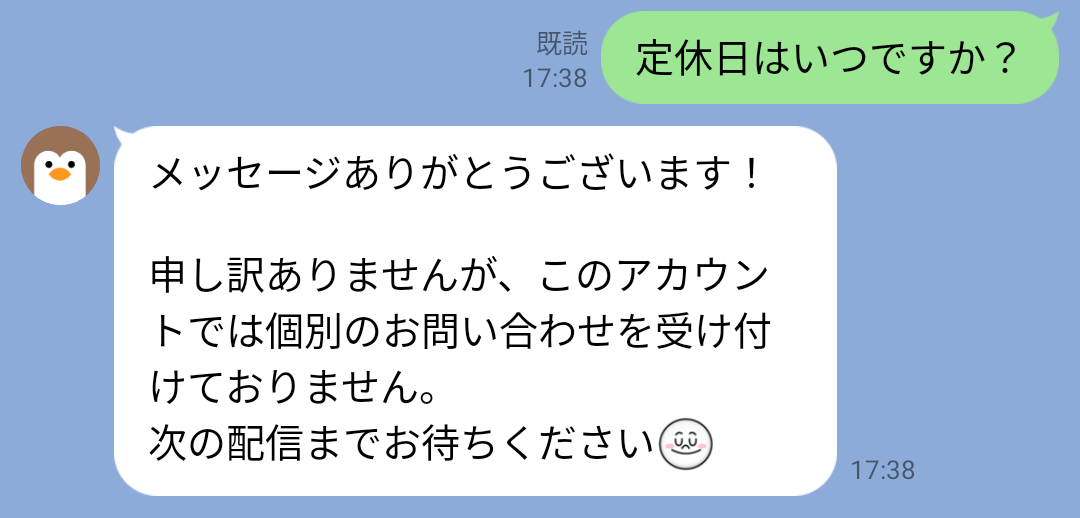 定休日はいつですか？
既読
17:38
メッセージありがとうございます！
申し訳ありませんが、このアカウン
トでは個別のお問い合わせを受け付
けておりません。
次の配信までお待ちください
17:38